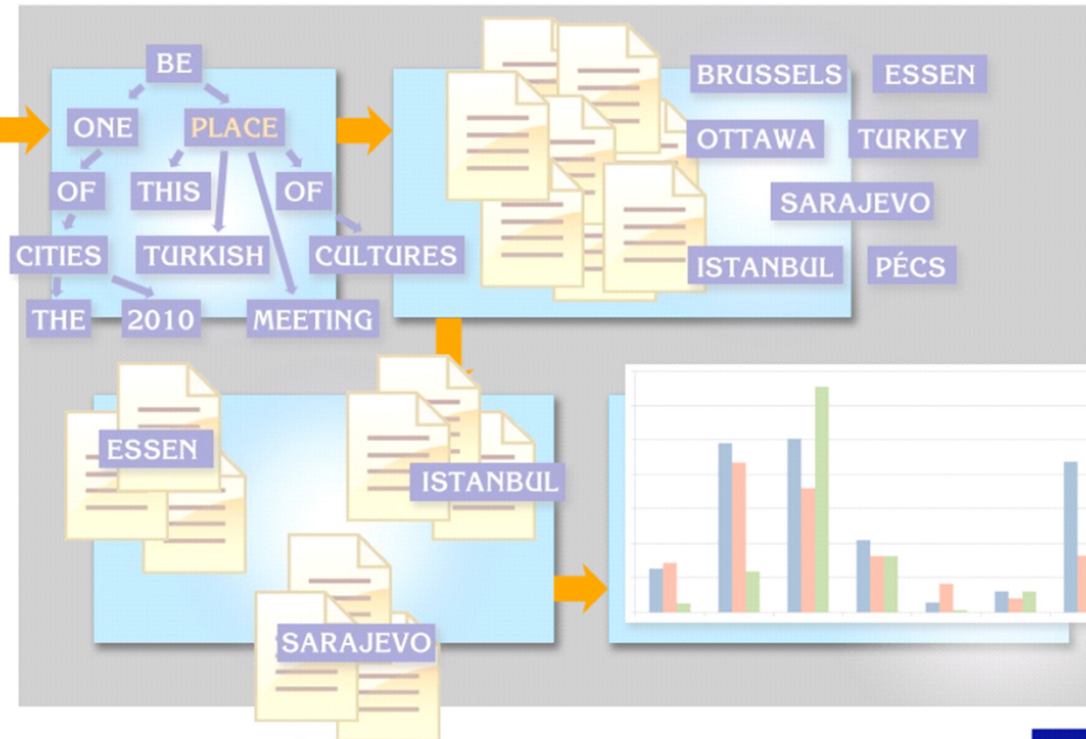 BE
ONE PLACE
OF THIS OF
CITIES TURKISH CULTURES
THE 2010 MEETING
BRUSSELS ESSEN
OTTAWA TURKEY
SARAJEVO
ISTANBUL PÉCS
ESSEN
ISTANBUL
SARAJEVO